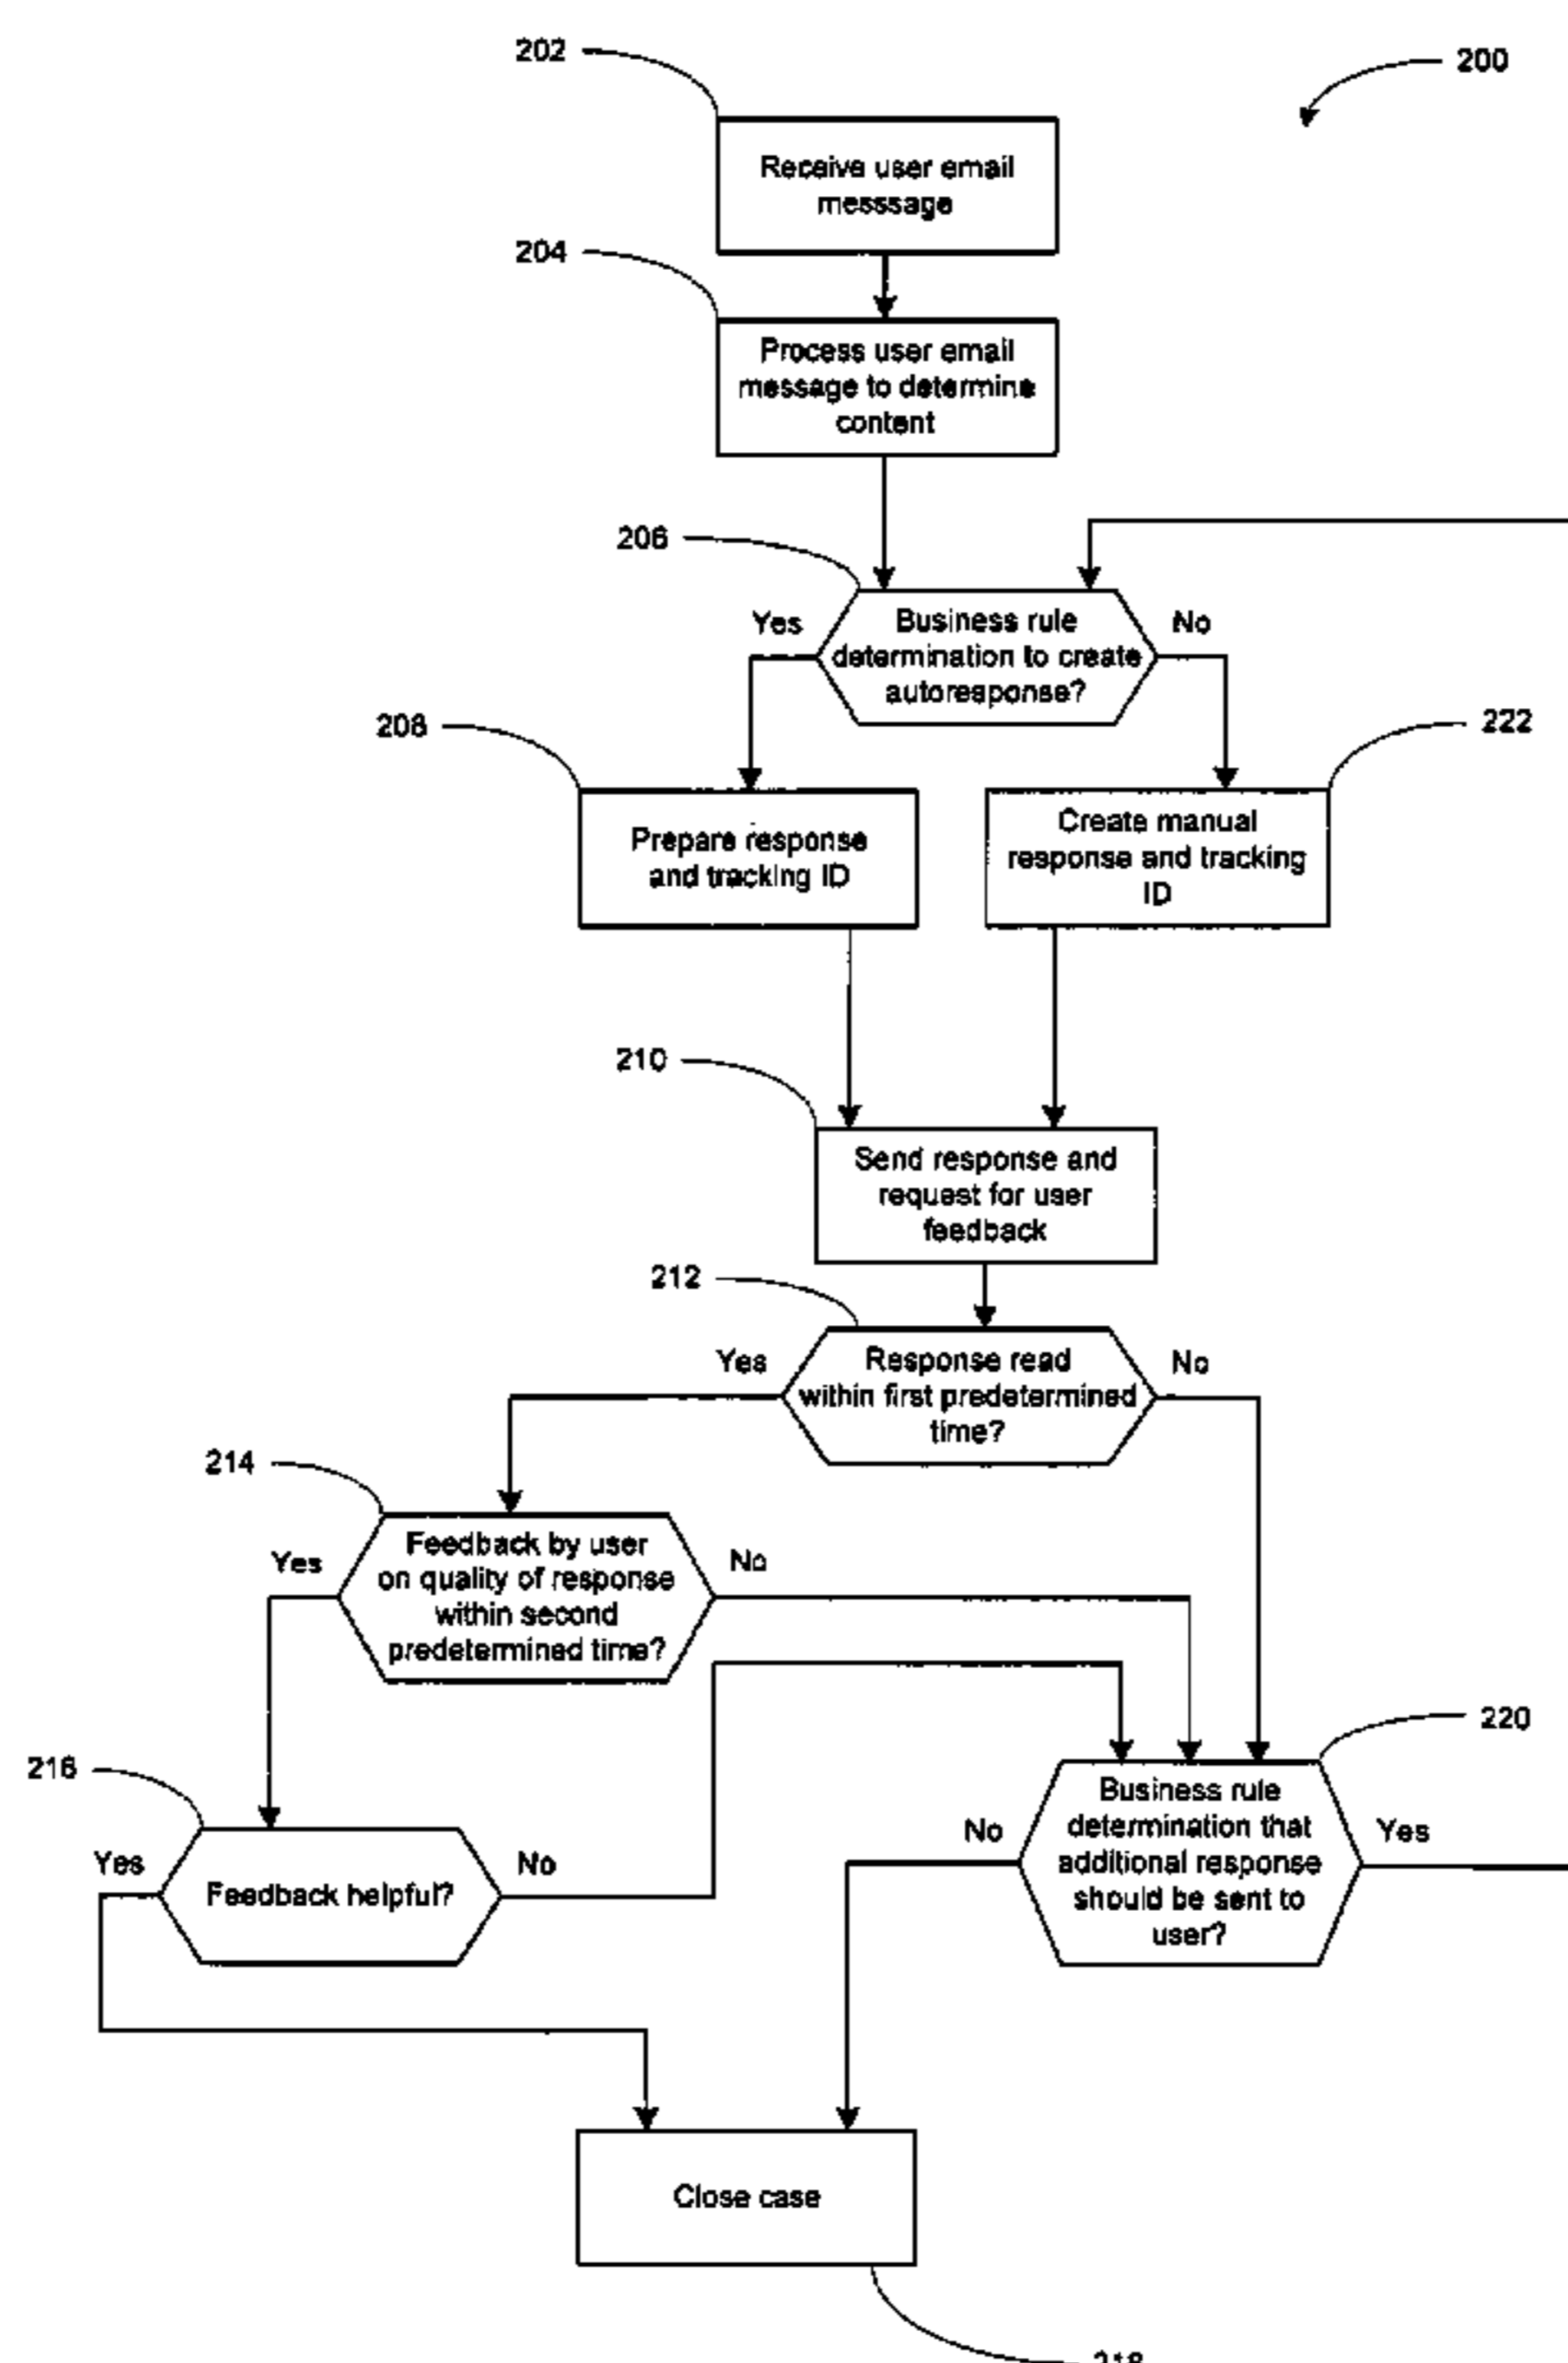 202
200
Receive user email
messsage
204
Process user email
message to determine
content
206
Yes
Business rule
determination to create
autoresponse?
No
208
222
Prepare response
and tracking ID
Create manual
response and tracking
ID
210
Send response and
request for user
feedback
212
Yes
Response read
within first predetermined
time?
No
214
Yes
Feedback by user
on quality of response
within second
predetermined time?
No
216
220
Yes
Feedback helpful?
No
No
Business rule
determination that
additional response
should be sent to
user?
Yes
Close case
218